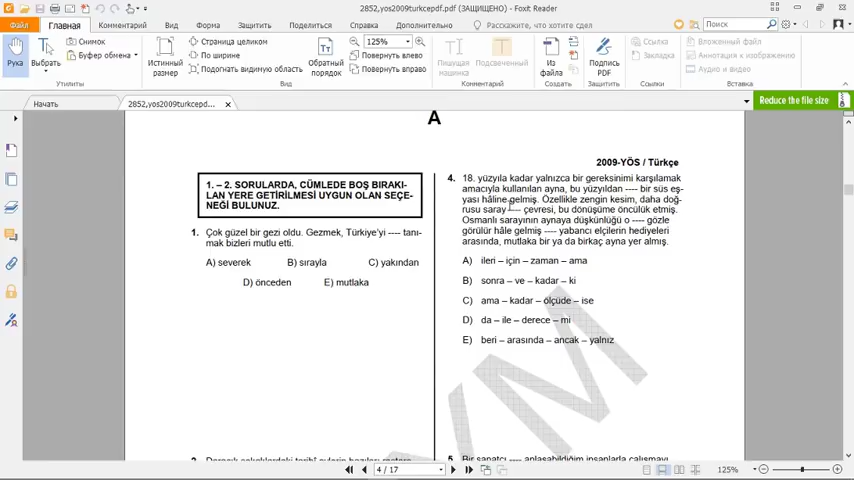 2852,yos2009turkcepdf.pdf (ЗАЩИЩЕНО) - Foxit Reader
Файл
Главная
Комментарий
Вид
Форма
Защитить
Поделиться
Справка
Дополнительно
Расскажите, что хотите сдел
Поиск
Рука
Выбрать
Снимок
Буфер обмена
Утилиты
Истинный размер
Страница целиком
По ширине
Подогнать видимую область
Обратный порядок
125%
Повернуть влево
Повернуть вправо
Пишущая машинка
Подсвеченный
Комментарий
Из файла
Создать
Подпись PDF
Защитить
Ссылка
Закладка
Ссылки
Вложенный файл
Аннотация к изображению
Аудио и видео
Вставка
Начать
2852,yos2009turkcepd...
Reduce the file size
A
2009-YÖS / Türkçe
1. – 2. SORULARDA, CÜMLEDE BOŞ BIRAKI-
LAN YERE GETİRİLMESİ UYGUN OLAN SEÇE-
NEĞİ BULUNUZ.
1. Çok güzel bir gezi oldu. Gezmek, Türkiye'yi ---- tanı-
mak bizleri mutlu etti.
A) severek B) sırayla C) yakından
D) önceden E) mutlaka
4. 18. yüzyıla kadar yalnızca bir gereksinimi karşılamak
amacıyla kullanılan ayna, bu yüzyıldan ---- bir süs eş-
yası hâline gelmiş. Özellikle zengin kesim, daha doğ-
rusu saray ---- çevresi, bu dönüşüme öncülük etmiş.
Osmanlı sarayının aynaya düşkünlüğü o ---- gözle
görülür hâle gelmiş ---- yabancı elçilerin hediyeleri
arasında, mutlaka bir ya da birkaç ayna yer almış.
A) ileri – için – zaman – ama
B) sonra – ve – kadar – ki
C) ama – kadar – ölçüde – ise
D) da – ile – derece – mi
E) beri – arasında – ancak – yalnız
5. Bir sanatçı ---- anlaşabildiğim insanlarla çalışmayı
4 / 17
125%